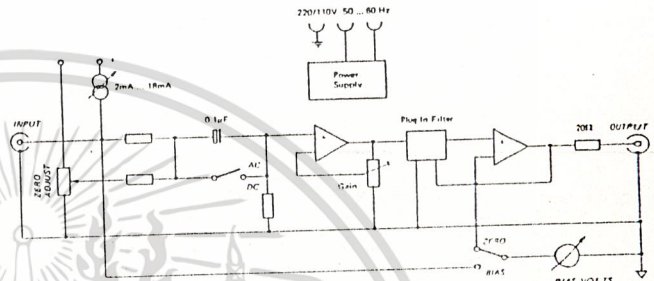 220/110V 50 ... 60 Hz
Power
Supply
2mA ... 18mA
INPUT
0.1µF
Plug In Filter
20Ω
OUTPUT
ZERO
ADJUST
AC
DC
Gain
ZERO
BIAS
BIAS VOLTS